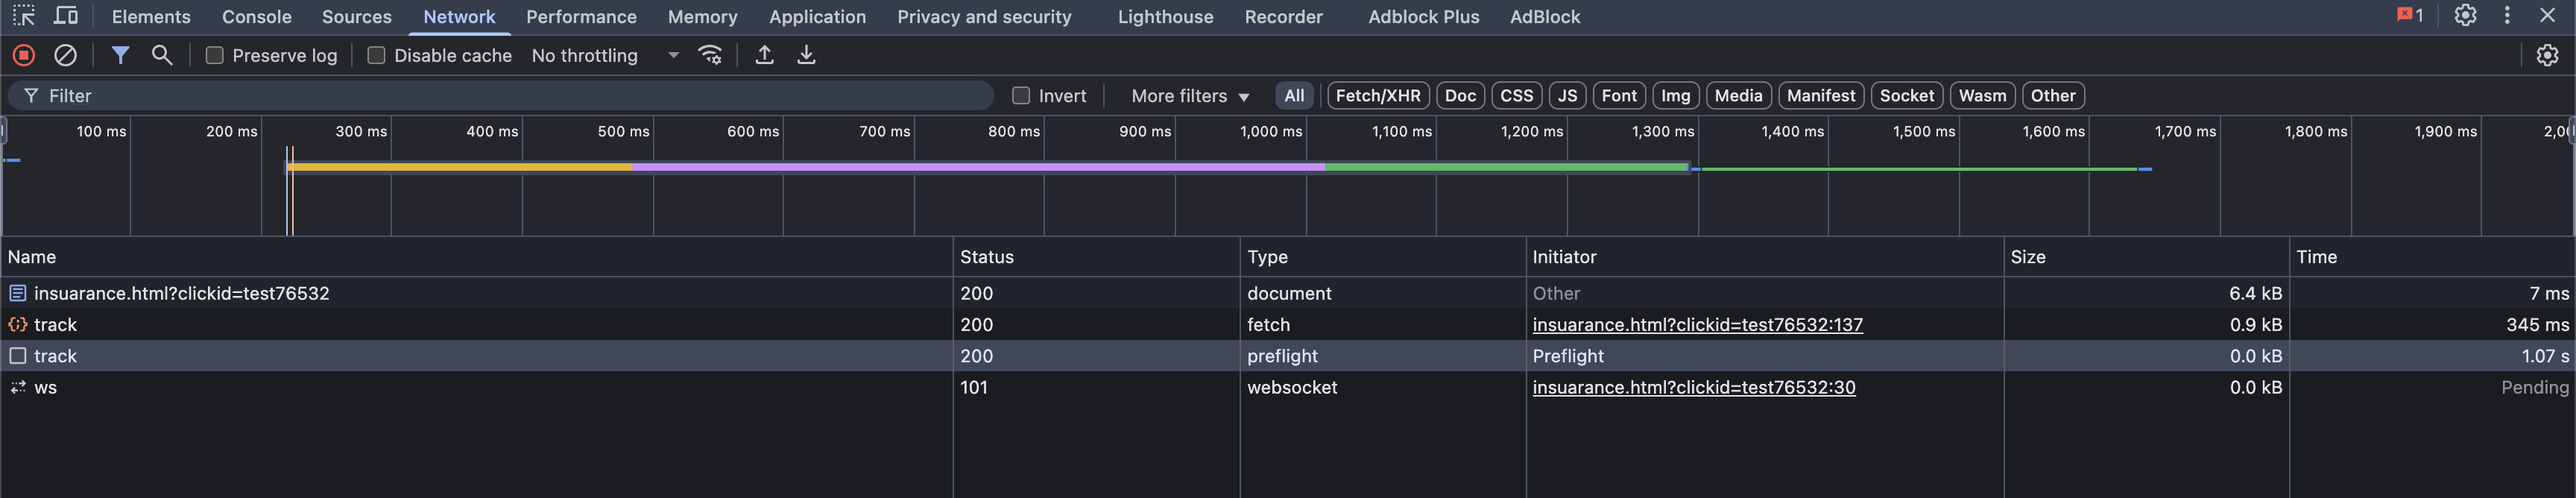 Elements Console Sources Network Performance Memory Application Privacy and security Lighthouse Recorder Adblock Plus AdBlock 1
Preserve log Disable cache No throttling
Filter Invert More filters All Fetch/XHR Doc CSS JS Font Img Media Manifest Socket Wasm Other
100 ms 200 ms 300 ms 400 ms 500 ms 600 ms 700 ms 800 ms 900 ms 1,000 ms 1,100 ms 1,200 ms 1,300 ms 1,400 ms 1,500 ms 1,600 ms 1,700 ms 1,800 ms 1,900 ms 2,00
Name Status Type Initiator Size Time
insuarance.html?clickid=test76532 200 document Other 6.4 kB 7 ms
track 200 fetch insuarance.html?clickid=test76532:137 0.9 kB 345 ms
track 200 preflight Preflight 0.0 kB 1.07 s
ws 101 websocket insuarance.html?clickid=test76532:30 0.0 kB Pending